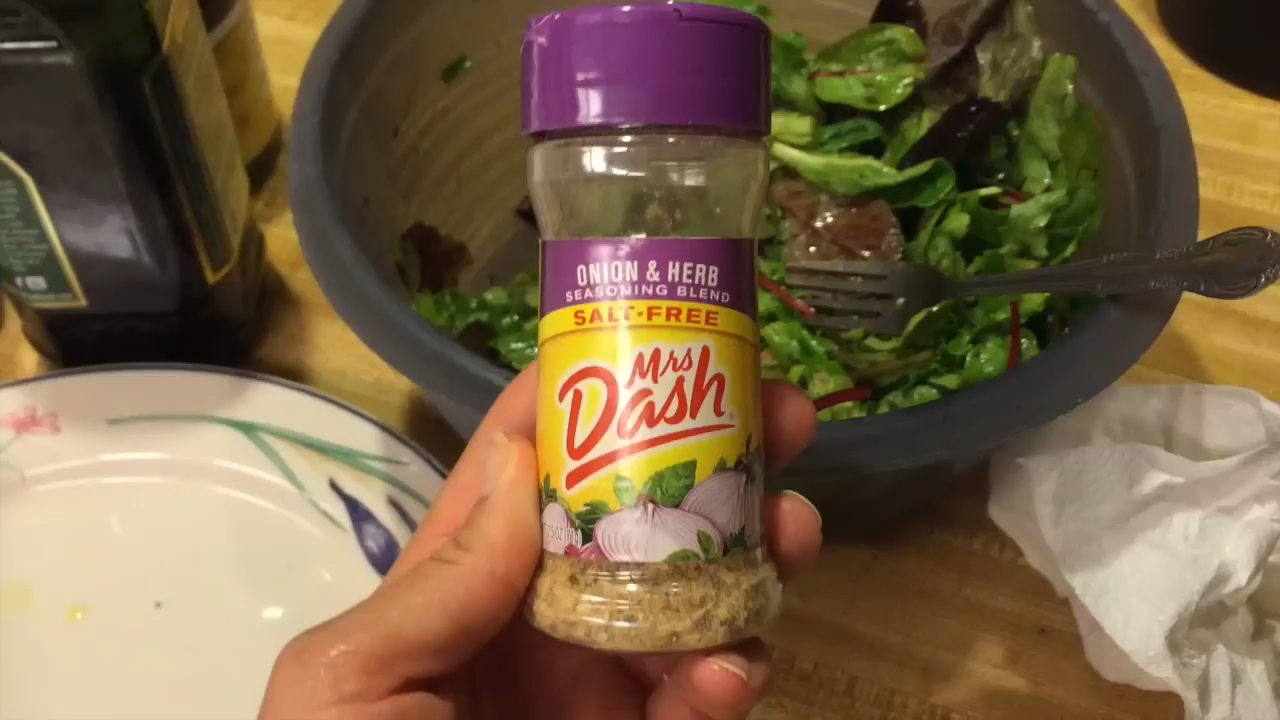 ONION & HERB
SEASONING BLEND
SALT-FREE
Mrs
Dash